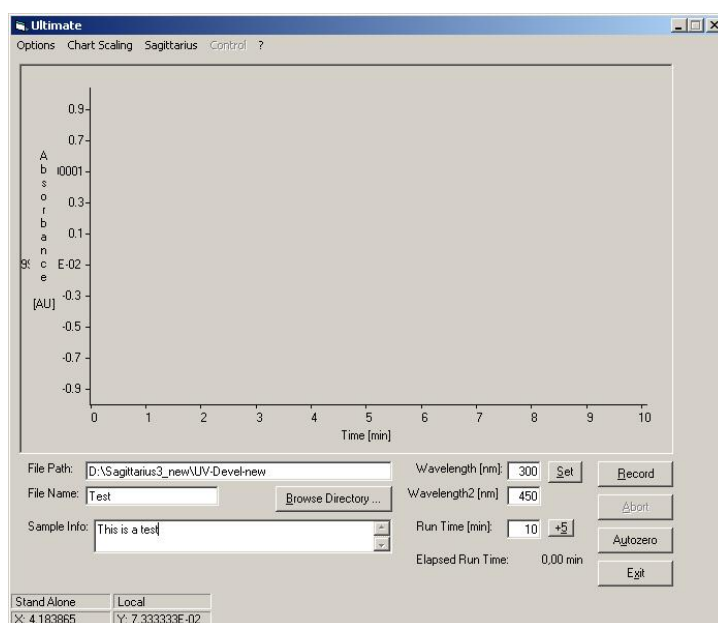 Ultimate
Options Chart Scaling Sagittarius Control ?
0.9
0.7
0001
0.3
0.1
E-02
-0.3
-0.5
-0.7
-0.9
Absorbance
[AU]
0 1 2 3 4 5 6 7 8 9 10
Time [min]
File Path: D:\Sagittarius3_new\UV-Devel-new
Wavelength [nm]: 300 Set Record
File Name: Test Browse Directory ...
Wavelength2 [nm] 450 Abort
Sample Info: This is a test
Run Time [min]: 10 +5 Autozero
Elapsed Run Time: 0,00 min Exit
Stand Alone Local
X: 4.183865 Y: 7.333333E-02